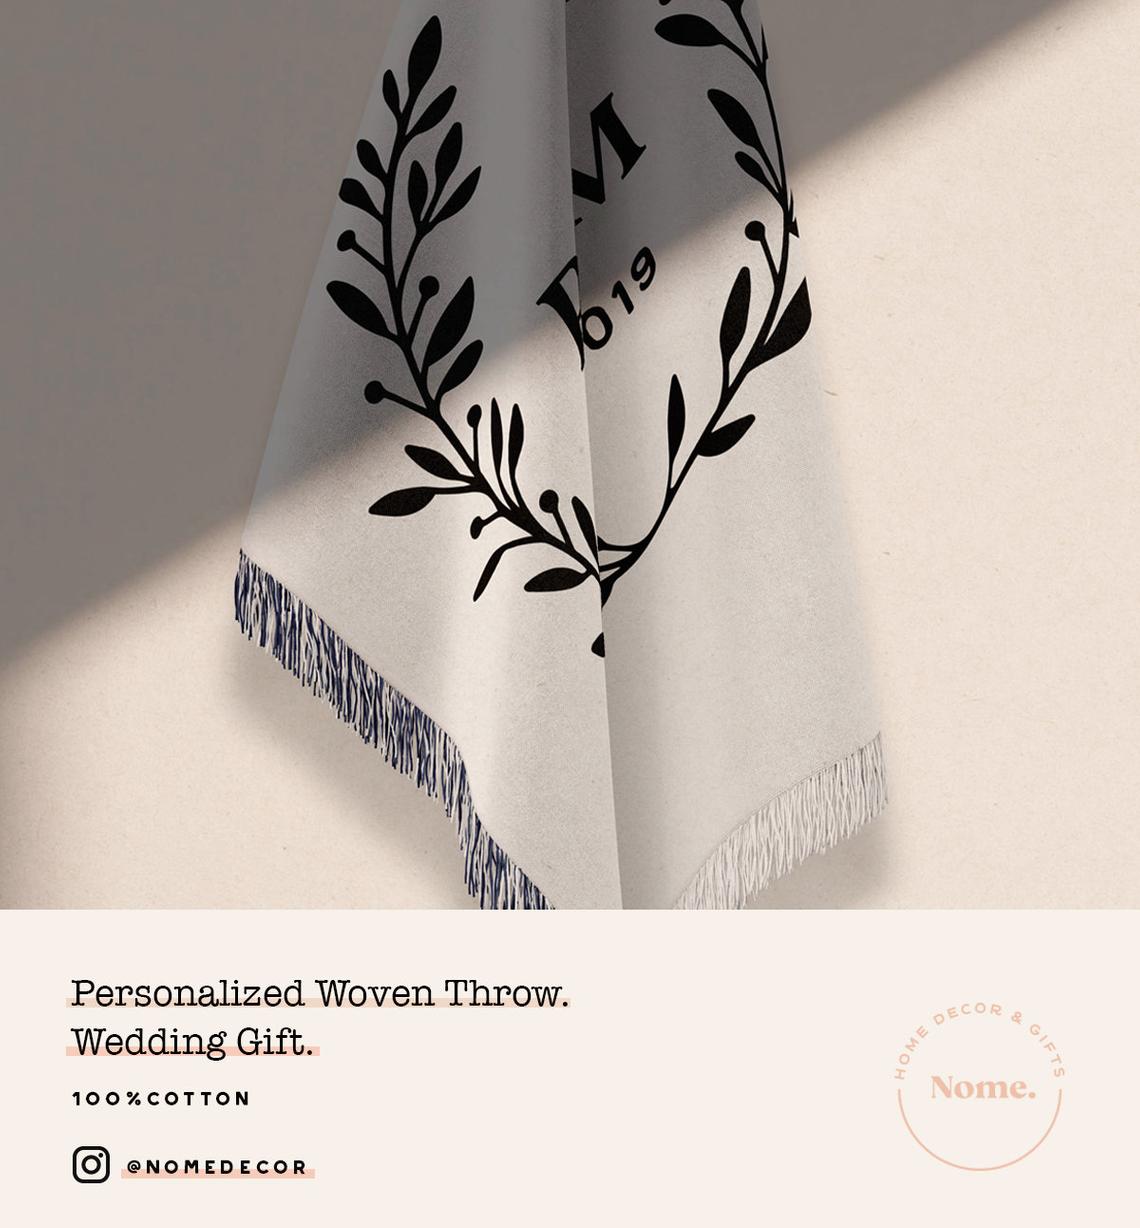 M
019
Personalized Woven Throw.
Wedding Gift.
100%COTTON
@NOMEDECOR
HOME DECOR & GIFTS
Nome.